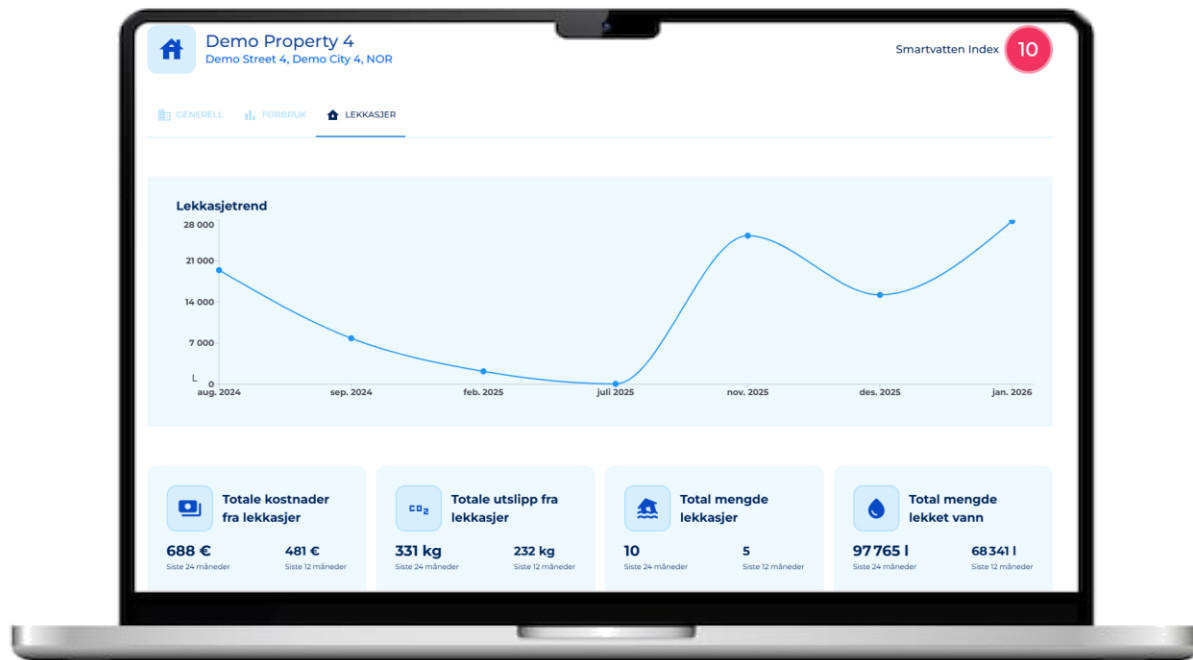 Demo Property 4
Demo Street 4, Demo City 4, NOR
Smartvatten Index 10
GENERELL FORBRUK LEKKASJER
Lekkasjetrend
28 000
21 000
14 000
7 000
L
0
aug. 2024 sep. 2024 feb. 2025 juli 2025 nov. 2025 des. 2025 jan. 2026
Totale kostnader
fra lekkasjer
688 € 481 €
Siste 24 måneder Siste 12 måneder
CO2
Totale utslipp fra
lekkasjer
331 kg 232 kg
Siste 24 måneder Siste 12 måneder
Total mengde
lekkasjer
10 5
Siste 24 måneder Siste 12 måneder
Total mengde
lekket vann
97 765 l 68 341 l
Siste 24 måneder Siste 12 måneder